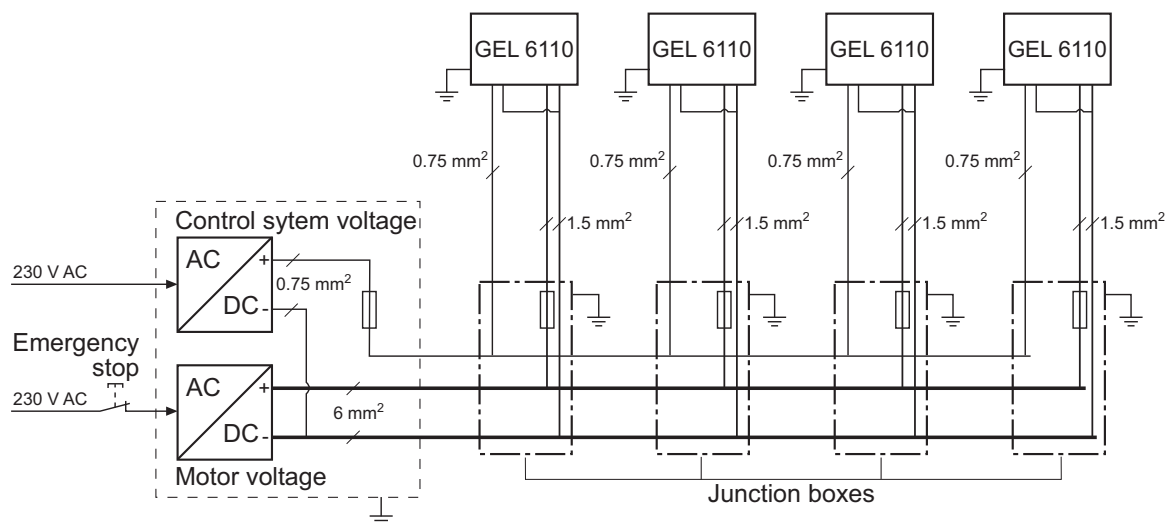 GEL 6110
GEL 6110
GEL 6110
GEL 6110
0.75 mm²
0.75 mm²
0.75 mm²
0.75 mm²
1.5 mm²
1.5 mm²
1.5 mm²
1.5 mm²
Control sytem voltage
230 V AC
AC
+
DC
-
0.75 mm²
Emergency
stop
230 V AC
AC
+
DC
-
6 mm²
Motor voltage
Junction boxes